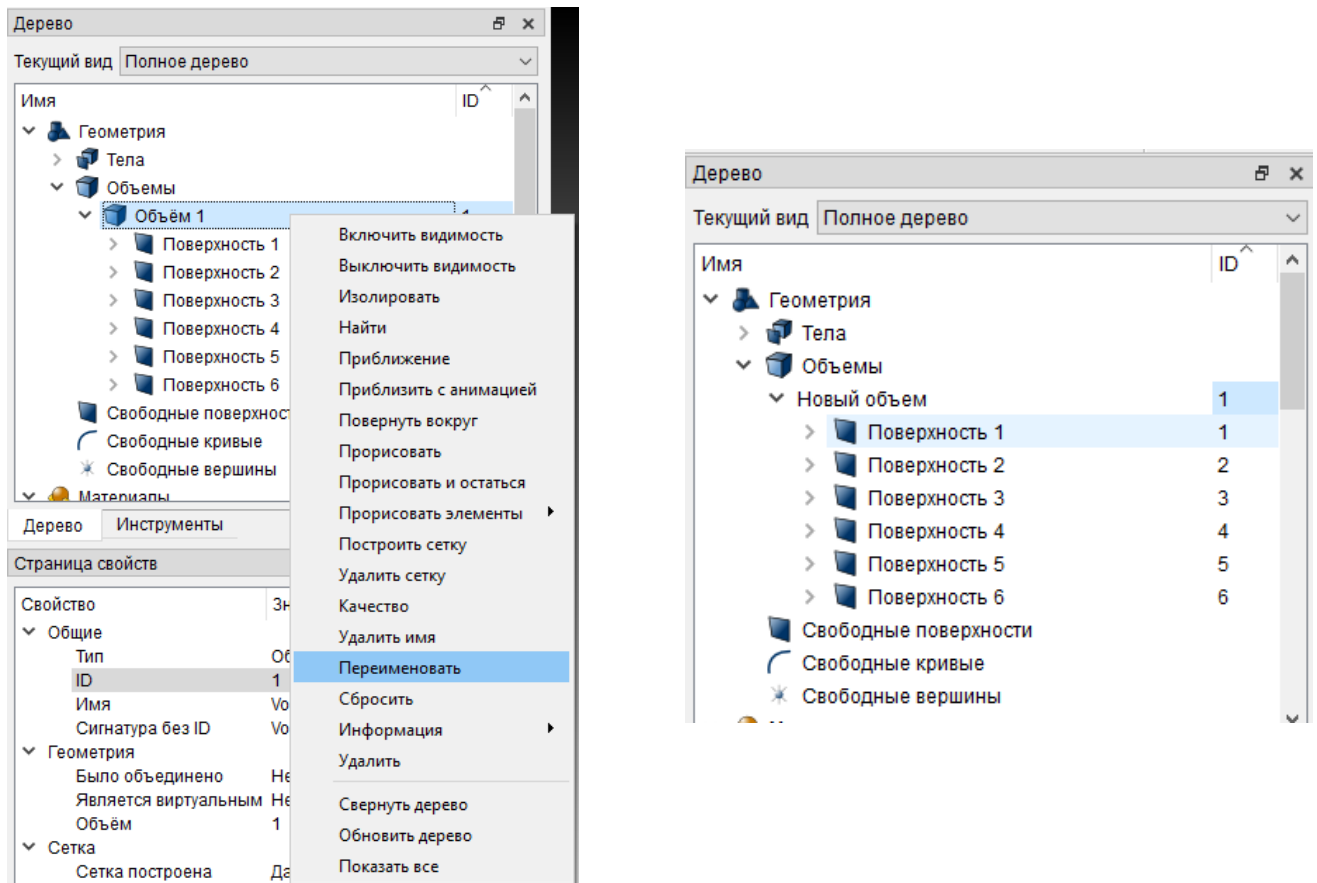 Дерево
Текущий вид Полное дерево
Имя ID
Геометрия
Тела
Объемы
Объём 1
Поверхность 1
Поверхность 2
Поверхность 3
Поверхность 4
Поверхность 5
Поверхность 6
Свободные поверхност
Свободные кривые
Свободные вершины
Материалы
Дерево Инструменты
Страница свойств
Свойство Зн
Общие
Тип Об
ID 1
Имя Vo
Сигнатура без ID Vo
Геометрия
Было объединено Не
Является виртуальным Не
Объём 1
Сетка
Сетка построена Да
Включить видимость
Выключить видимость
Изолировать
Найти
Приближение
Приблизить с анимацией
Повернуть вокруг
Прорисовать
Прорисовать и остаться
Прорисовать элементы
Построить сетку
Удалить сетку
Качество
Удалить имя
Переименовать
Сбросить
Информация
Удалить
Свернуть дерево
Обновить дерево
Показать все
Дерево
Текущий вид Полное дерево
Имя ID
Геометрия
Тела
Объемы
Новый объем 1
Поверхность 1 1
Поверхность 2 2
Поверхность 3 3
Поверхность 4 4
Поверхность 5 5
Поверхность 6 6
Свободные поверхности
Свободные кривые
Свободные вершины